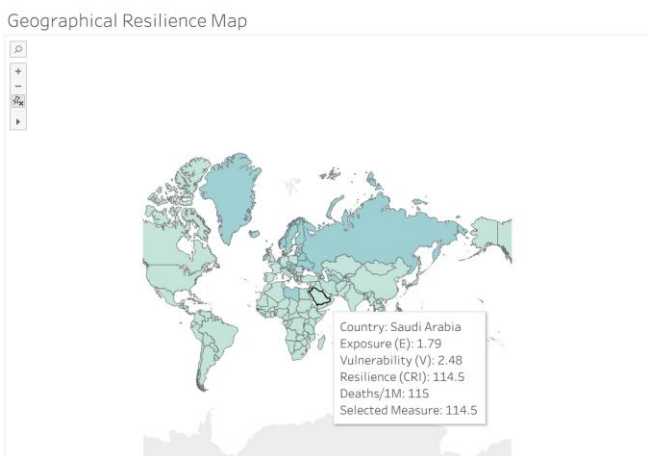 Geographical Resilience Map
Country: Saudi Arabia
Exposure (E): 1.79
Vulnerability (V): 2.48
Resilience (CRI): 114.5
Deaths/1M: 115
Selected Measure: 114.5